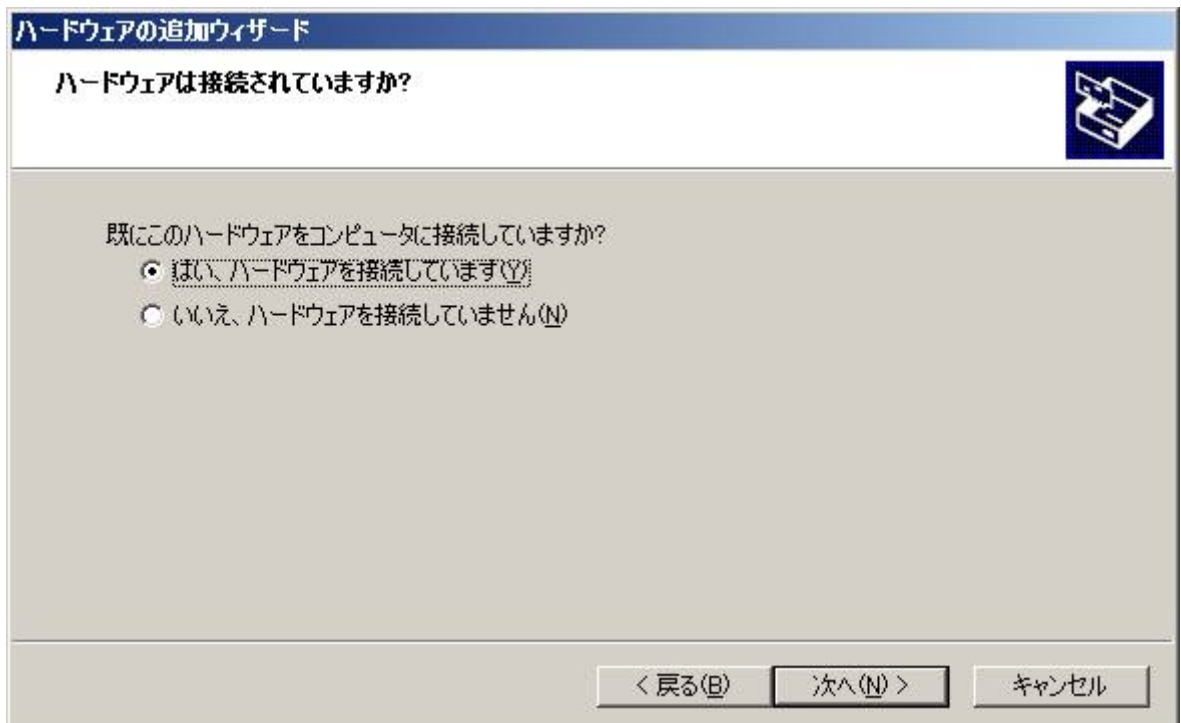 ハードウェアの追加ウィザード
ハードウェアは接続されていますか?
既にこのハードウェアをコンピュータに接続していますか?
はい、ハードウェアを接続しています(Y)
いいえ、ハードウェアを接続していません(N)
< 戻る(B)
次へ(N) >
キャンセル